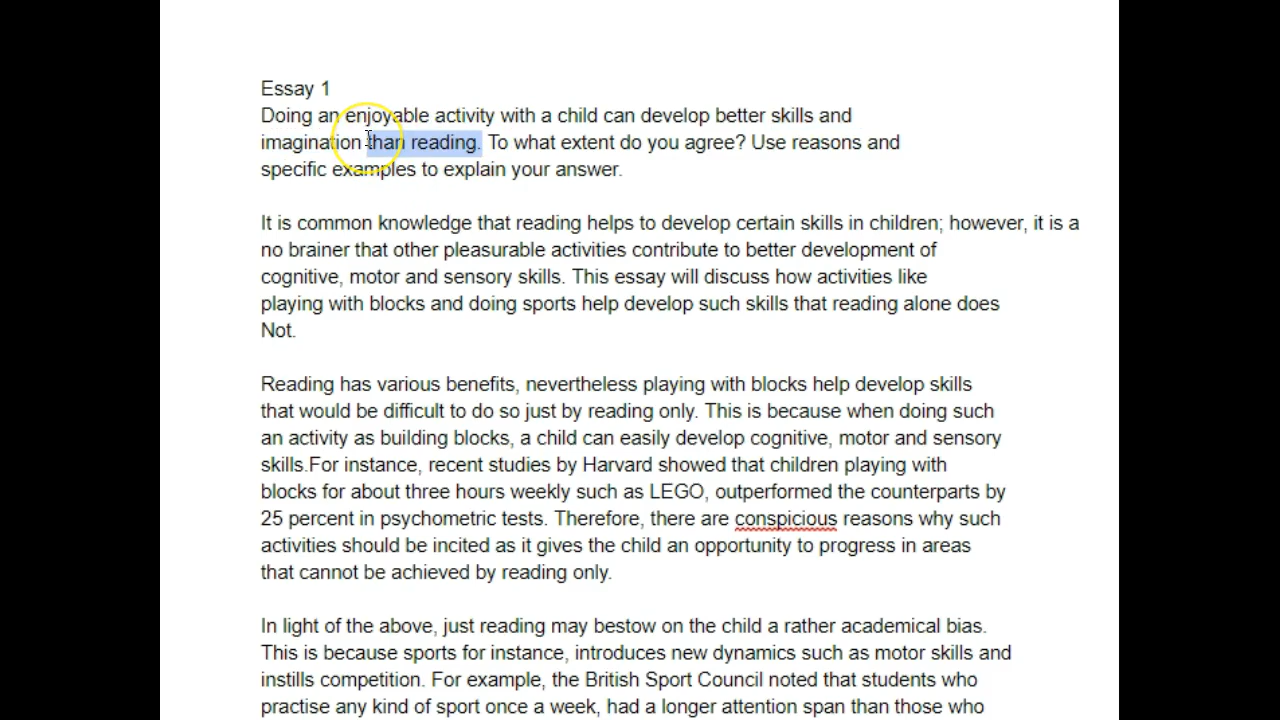 Essay 1
Doing an enjoyable activity with a child can develop better skills and
imagination than reading. To what extent do you agree? Use reasons and
specific examples to explain your answer.
It is common knowledge that reading helps to develop certain skills in children; however, it is a
no brainer that other pleasurable activities contribute to better development of
cognitive, motor and sensory skills. This essay will discuss how activities like
playing with blocks and doing sports help develop such skills that reading alone does
Not.
Reading has various benefits, nevertheless playing with blocks help develop skills
that would be difficult to do so just by reading only. This is because when doing such
an activity as building blocks, a child can easily develop cognitive, motor and sensory
skills.For instance, recent studies by Harvard showed that children playing with
blocks for about three hours weekly such as LEGO, outperformed the counterparts by
25 percent in psychometric tests. Therefore, there are conspicious reasons why such
activities should be incited as it gives the child an opportunity to progress in areas
that cannot be achieved by reading only.
In light of the above, just reading may bestow on the child a rather academical bias.
This is because sports for instance, introduces new dynamics such as motor skills and
instills competition. For example, the British Sport Council noted that students who
practise any kind of sport once a week, had a longer attention span than those who